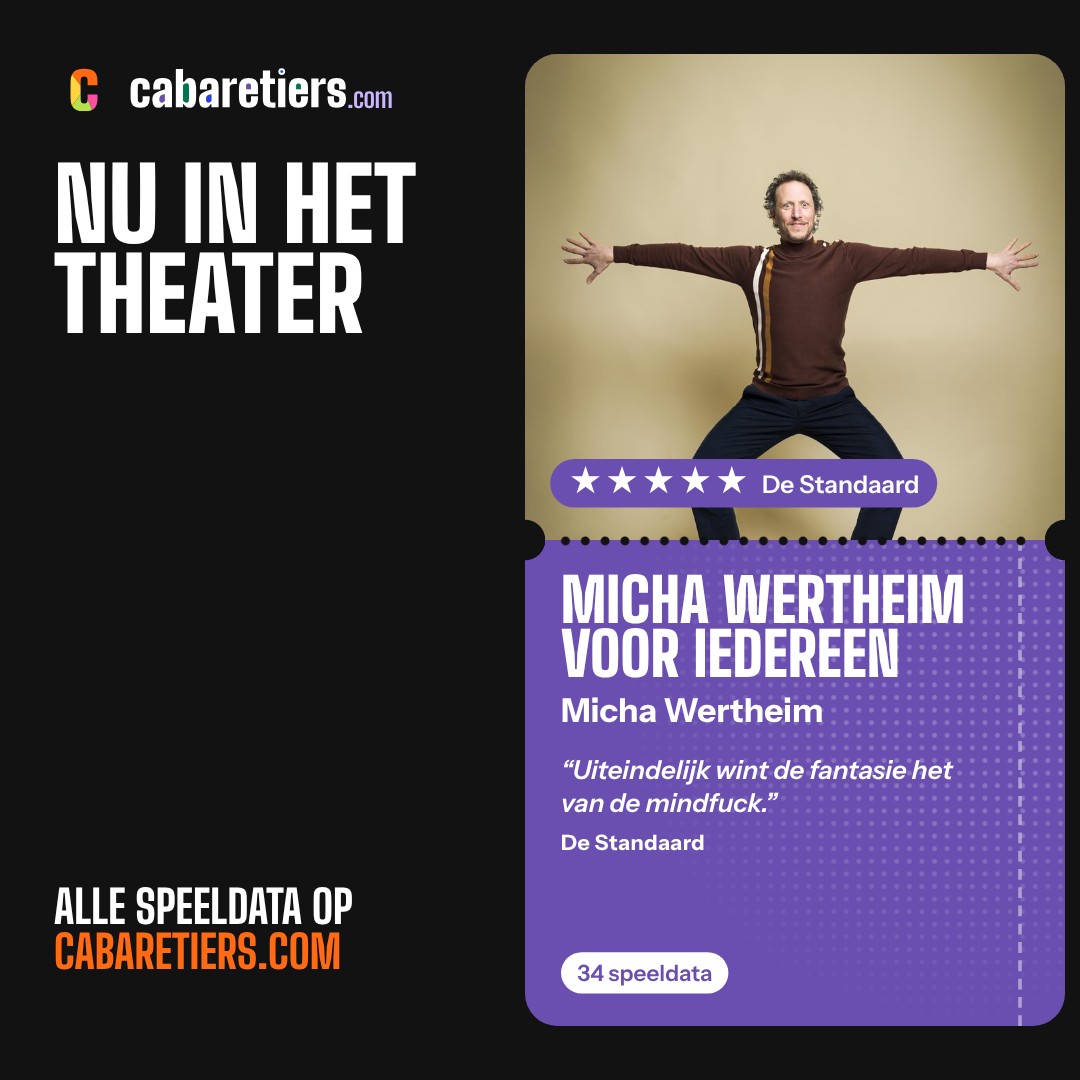 cabaretiers.com
NU IN HET
THEATER
★★★★★ De Standaard
MICHA WERTHEIM
VOOR IEDEREEN
Micha Wertheim
“Uiteindelijk wint de fantasie het
van de mindfuck.”
De Standaard
34 speeldata
ALLE SPEELDATA OP
CABARETIERS.COM